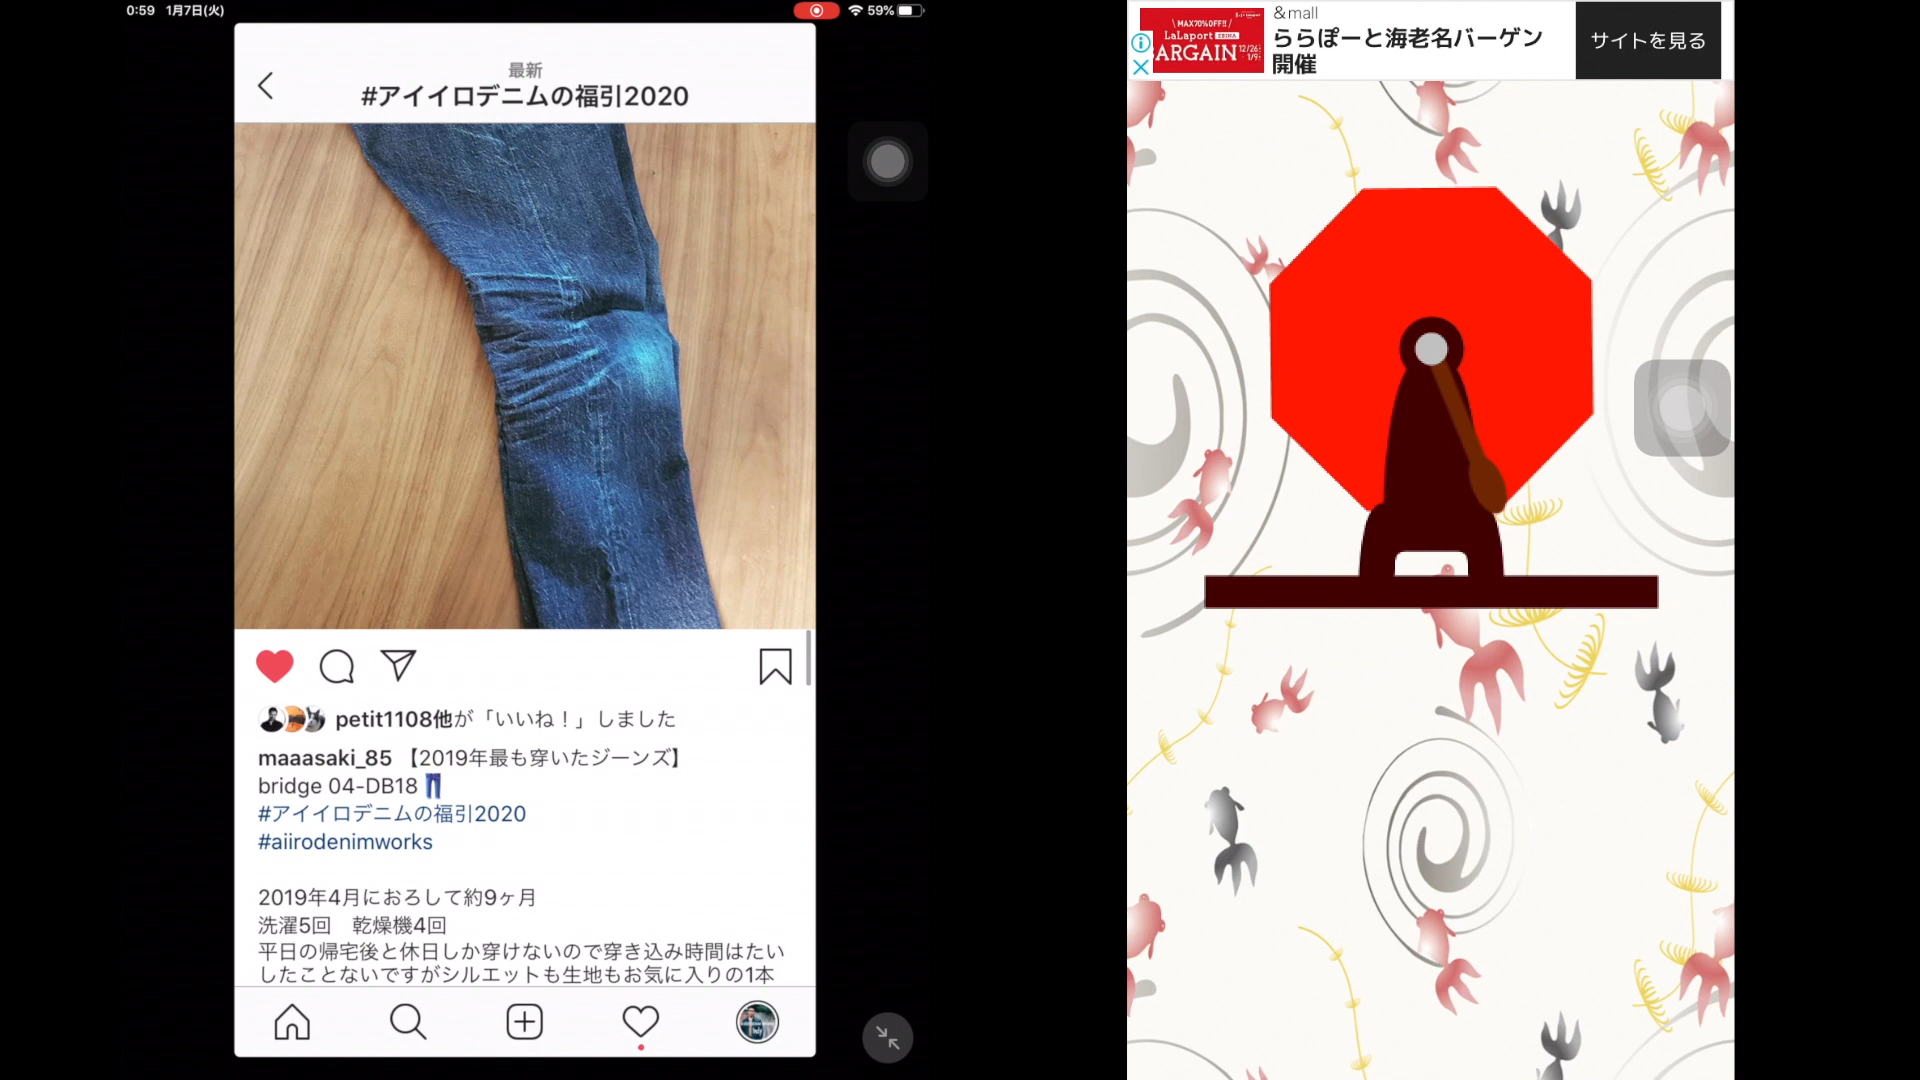 0:59 1月7日(火)
59%
最新
#アイイロデニムの福引2020
petit1108他が「いいね！」しました
maaasaki_85 【2019年最も穿いたジーンズ】
bridge 04-DB18
#アイイロデニムの福引2020
#aiirodenimworks
2019年4月におろして約9ヶ月
洗濯5回 乾燥機4回
平日の帰宅後と休日しか穿けないので穿き込み時間はたい
したことないですがシルエットも生地もお気に入りの1本
\ MAX70%OFF!! /
LaLaport EBINA
ARGAIN 12/26 1/9
&mall
ららぽーと海老名バーゲン
開催
サイトを見る